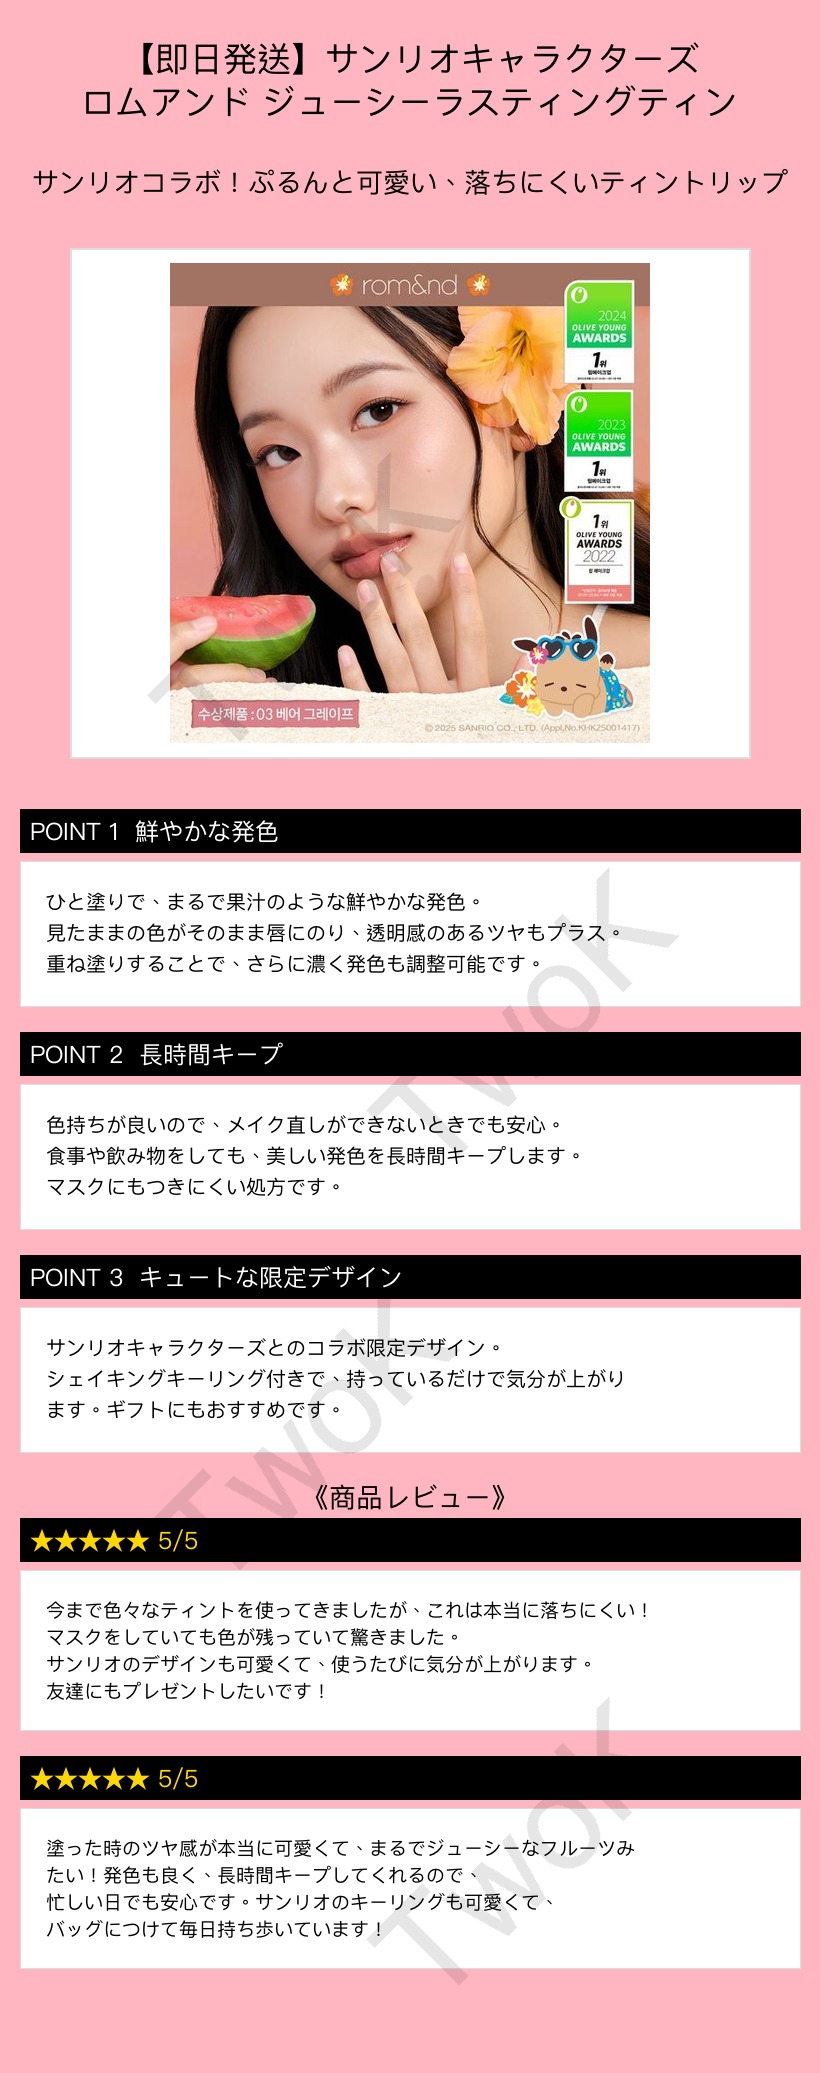 【即日発送】サンリオキャラクターズ
ロムアンド ジューシーラスティングティン
サンリオコラボ！ぷるんと可愛い、落ちにくいティントリップ
rom&nd
2024
OLIVE YOUNG
AWARDS
1위
립메이크업
2023
OLIVE YOUNG
AWARDS
1위
립메이크업
1위
OLIVE YOUNG
AWARDS
2022
립 메이크업
수상제품 : 03 베어 그레이프
© 2025 SANRIO CO., LTD. (Appl.No.KHK25001417)
TwoK
POINT 1 鮮やかな発色
ひと塗りで、まるで果汁のような鮮やかな発色。
見たままの色がそのまま唇にのり、透明感のあるツヤもプラス。
重ね塗りすることで、さらに濃く発色も調整可能です。
TwoK
POINT 2 長時間キープ
色持ちが良いので、メイク直しができないときでも安心。
食事や飲み物をしても、美しい発色を長時間キープします。
マスクにもつきにくい処方です。
POINT 3 キュートな限定デザイン
サンリオキャラクターズとのコラボ限定デザイン。
シェイキングキーリング付きで、持っているだけで気分が上がり
ます。ギフトにもおすすめです。
TwoK
《商品レビュー》
★★★★★ 5/5
今まで色々なティントを使ってきましたが、これは本当に落ちにくい！
マスクをしていても色が残っていて驚きました。
サンリオのデザインも可愛くて、使うたびに気分が上がります。
友達にもプレゼントしたいです！
★★★★★ 5/5
塗った時のツヤ感が本当に可愛くて、まるでジューシーなフルーツみ
たい！発色も良く、長時間キープしてくれるので、
忙しい日でも安心です。サンリオのキーリングも可愛くて、
バッグにつけて毎日持ち歩いています！
TwoK